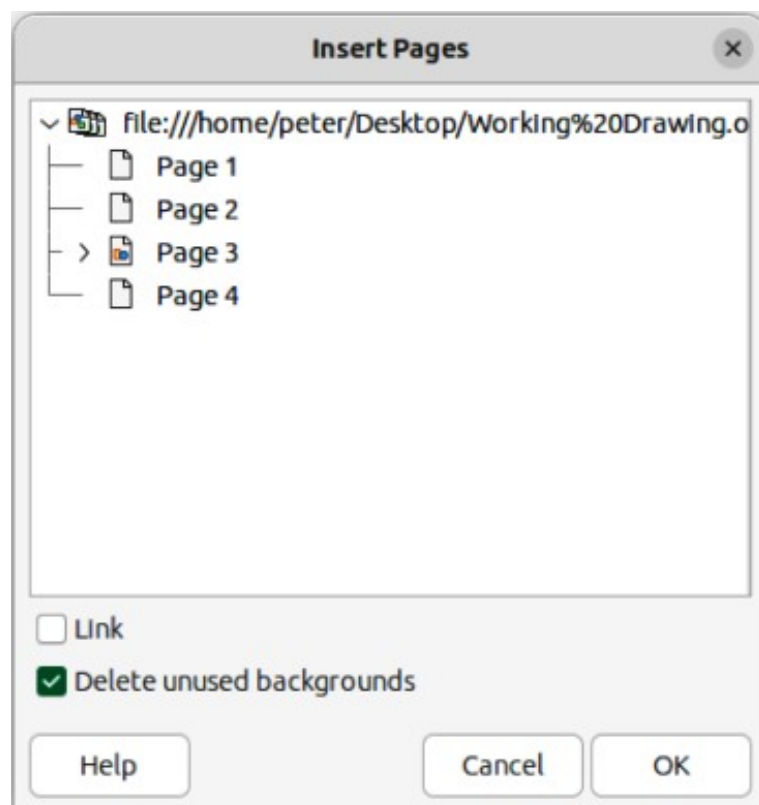 Insert Pages
file:///home/peter/Desktop/Working%20Drawing.o
Page 1
Page 2
Page 3
Page 4
Link
Delete unused backgrounds
Help
Cancel
OK